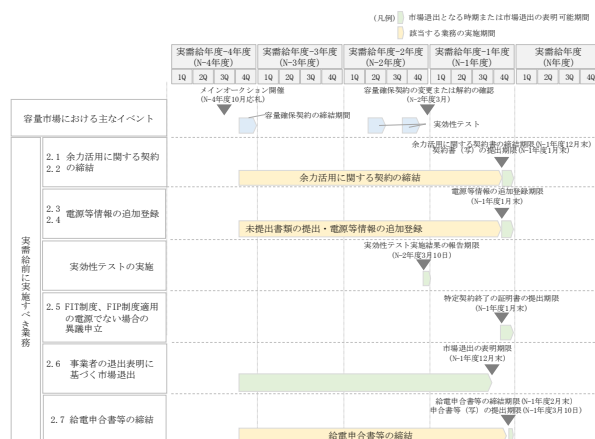 (凡例) 市場退出となる時期または市場退出の表明可能期間
該当する業務の実施期間
実需給年度-4年度 実需給年度-3年度 実需給年度-2年度 実需給年度-1年度 実需給年度
(N-4年度) (N-3年度) (N-2年度) (N-1年度) (N年度)
1Q 2Q 3Q 4Q 1Q 2Q 3Q 4Q 1Q 2Q 3Q 4Q 1Q 2Q 3Q 4Q 1Q 2Q 3Q 4Q
容量市場における主なイベント
メインオークション開催
(N-4年度10月応札)
容量確保契約の締結期間
容量確保契約の変更または解約の確認
(N-2年度3月)
実効性テスト
実需給前に実施すべき業務
2.1 余力活用に関する契約
2.2 の締結
余力活用に関する契約書の締結期限(N-1年度12月末)
契約書（写）の提出期限(N-1年度1月末)
余力活用に関する契約の締結
2.3
2.4 電源等情報の追加登録
電源等情報の追加登録期限
(N-1年度1月末)
未提出書類の提出・電源等情報の追加登録
実効性テストの実施
実効性テスト実施結果の報告期限
(N-2年度3月10日)
2.5 FIT制度、FIP制度適用
の電源でない場合の
異議申立
特定契約終了の証明書の提出期限
(N-1年度1月末)
2.6 事業者の退出表明に
基づく市場退出
市場退出の表明期限
(N-1年度12月末)
2.7 給電申合書等の締結
給電申合書等の締結期限(N-1年度2月末)
申合書等（写）の提出期限(N-1年度3月10日)
給電申合書等の締結